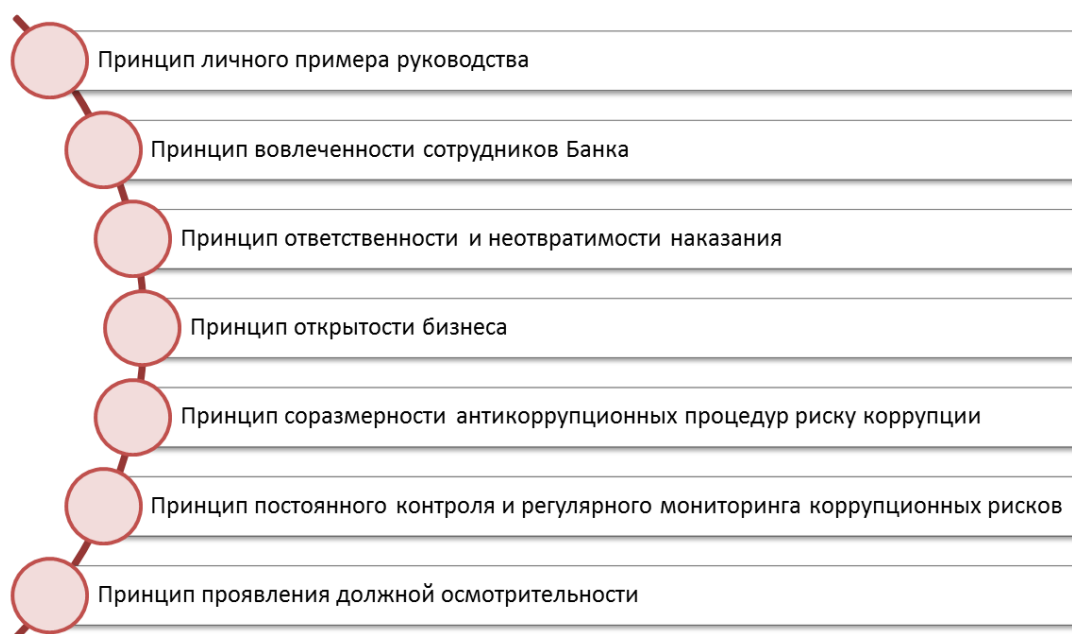 Принцип личного примера руководства
Принцип вовлеченности сотрудников Банка
Принцип ответственности и неотвратимости наказания
Принцип открытости бизнеса
Принцип соразмерности антикоррупционных процедур риску коррупции
Принцип постоянного контроля и регулярного мониторинга коррупционных рисков
Принцип проявления должной осмотрительности